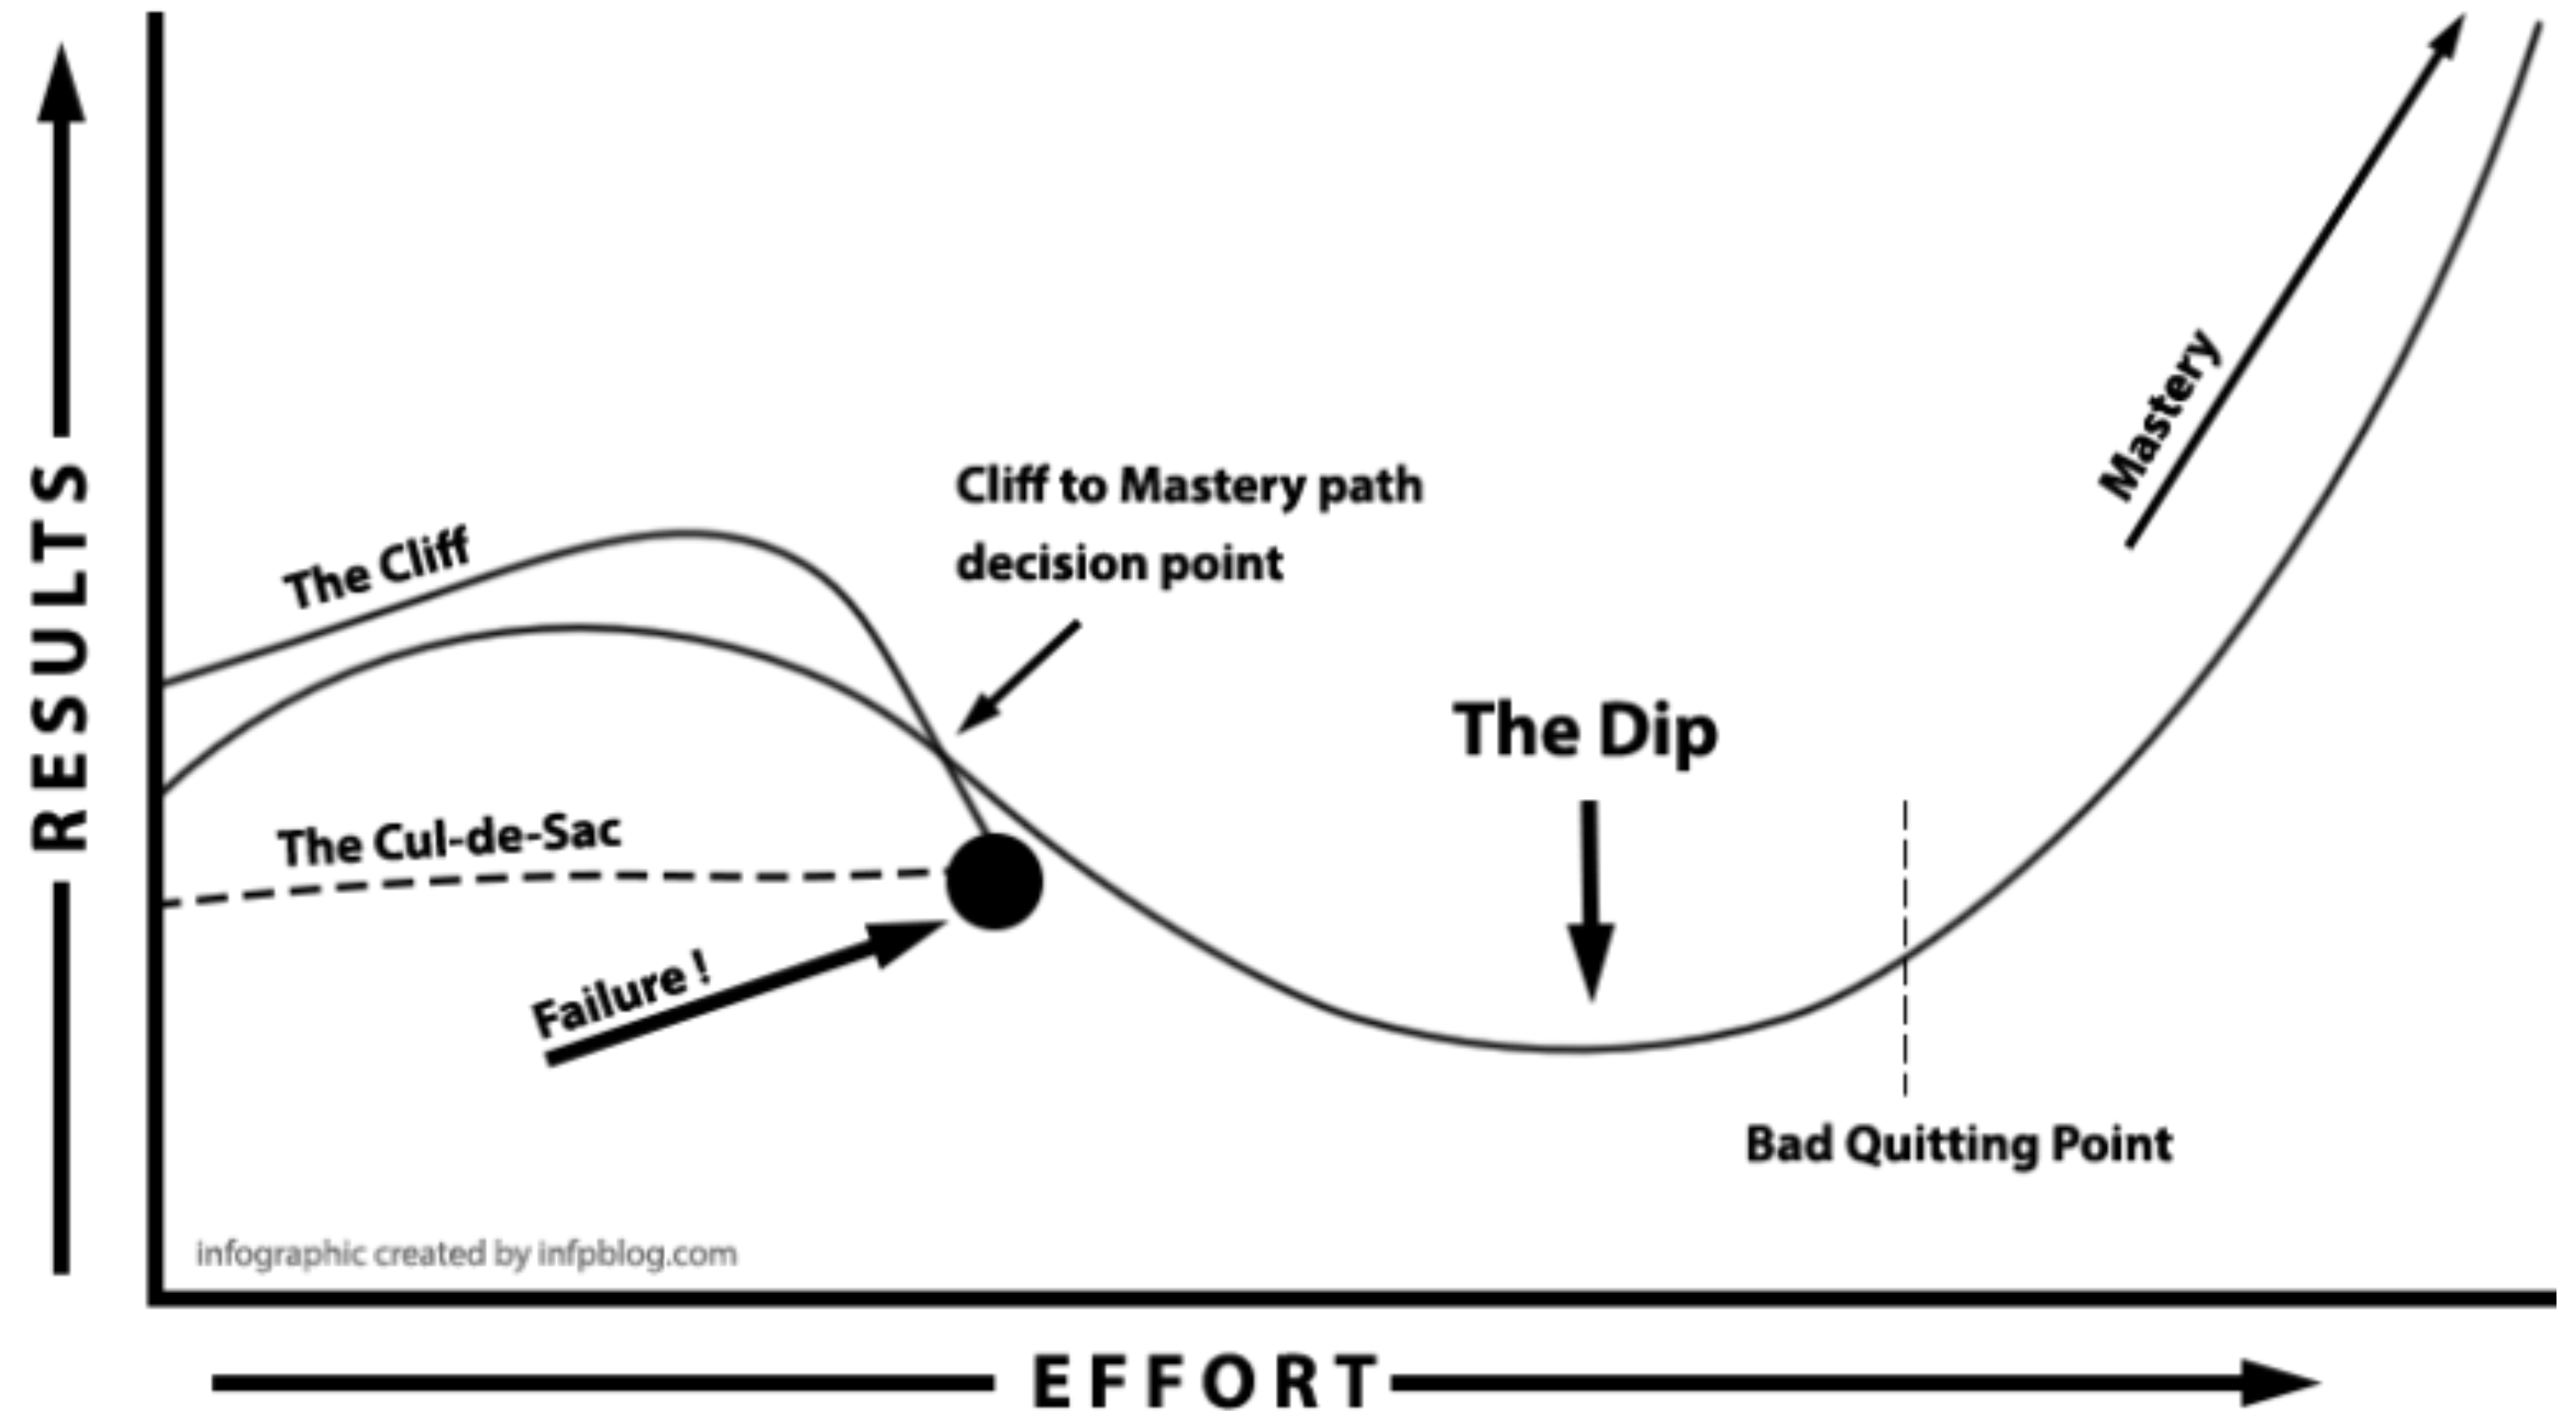 RESULTS
The Cliff
Cliff to Mastery path
decision point
Mastery
The Dip
The Cul-de-Sac
Failure !
Bad Quitting Point
infographic created by infpblog.com
EFFORT